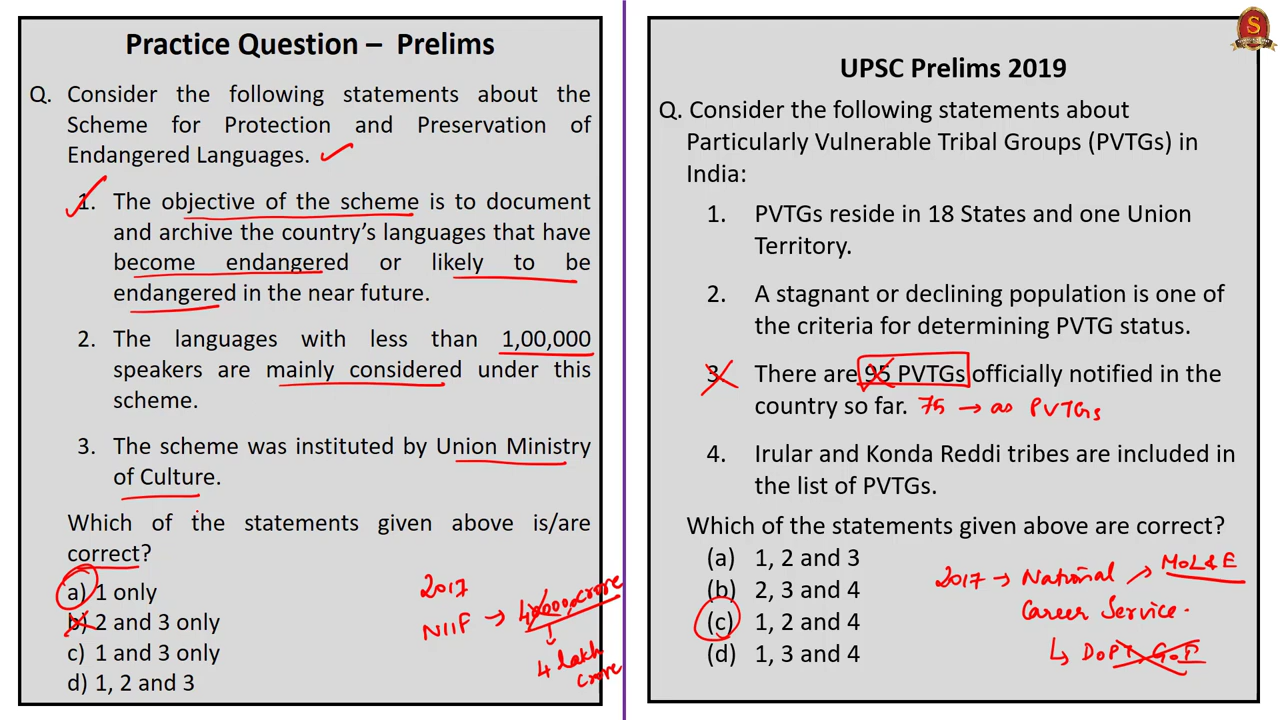 Practice Question – Prelims
Q. Consider the following statements about the
Scheme for Protection and Preservation of
Endangered Languages.
1. The objective of the scheme is to document
and archive the country's languages that have
become endangered or likely to be
endangered in the near future.
2. The languages with less than 1,00,000
speakers are mainly considered under this
scheme.
3. The scheme was instituted by Union Ministry
of Culture.
Which of the statements given above is/are
correct?
a) 1 only
b) 2 and 3 only
c) 1 and 3 only
d) 1, 2 and 3
2017
NIIF → 40000 crore
4 lakh
crore
S
UPSC Prelims 2019
Q. Consider the following statements about
Particularly Vulnerable Tribal Groups (PVTGs) in
India:
1. PVTGs reside in 18 States and one Union
Territory.
2. A stagnant or declining population is one of
the criteria for determining PVTG status.
3. There are 95 PVTGs officially notified in the
country so far. 75 → as PVTGs
4. Irular and Konda Reddi tribes are included in
the list of PVTGs.
Which of the statements given above are correct?
(a) 1, 2 and 3
(b) 2, 3 and 4
(c) 1, 2 and 4
(d) 1, 3 and 4
2017 → National → MoL&E
Career Service.
↳ DoPT, GoI